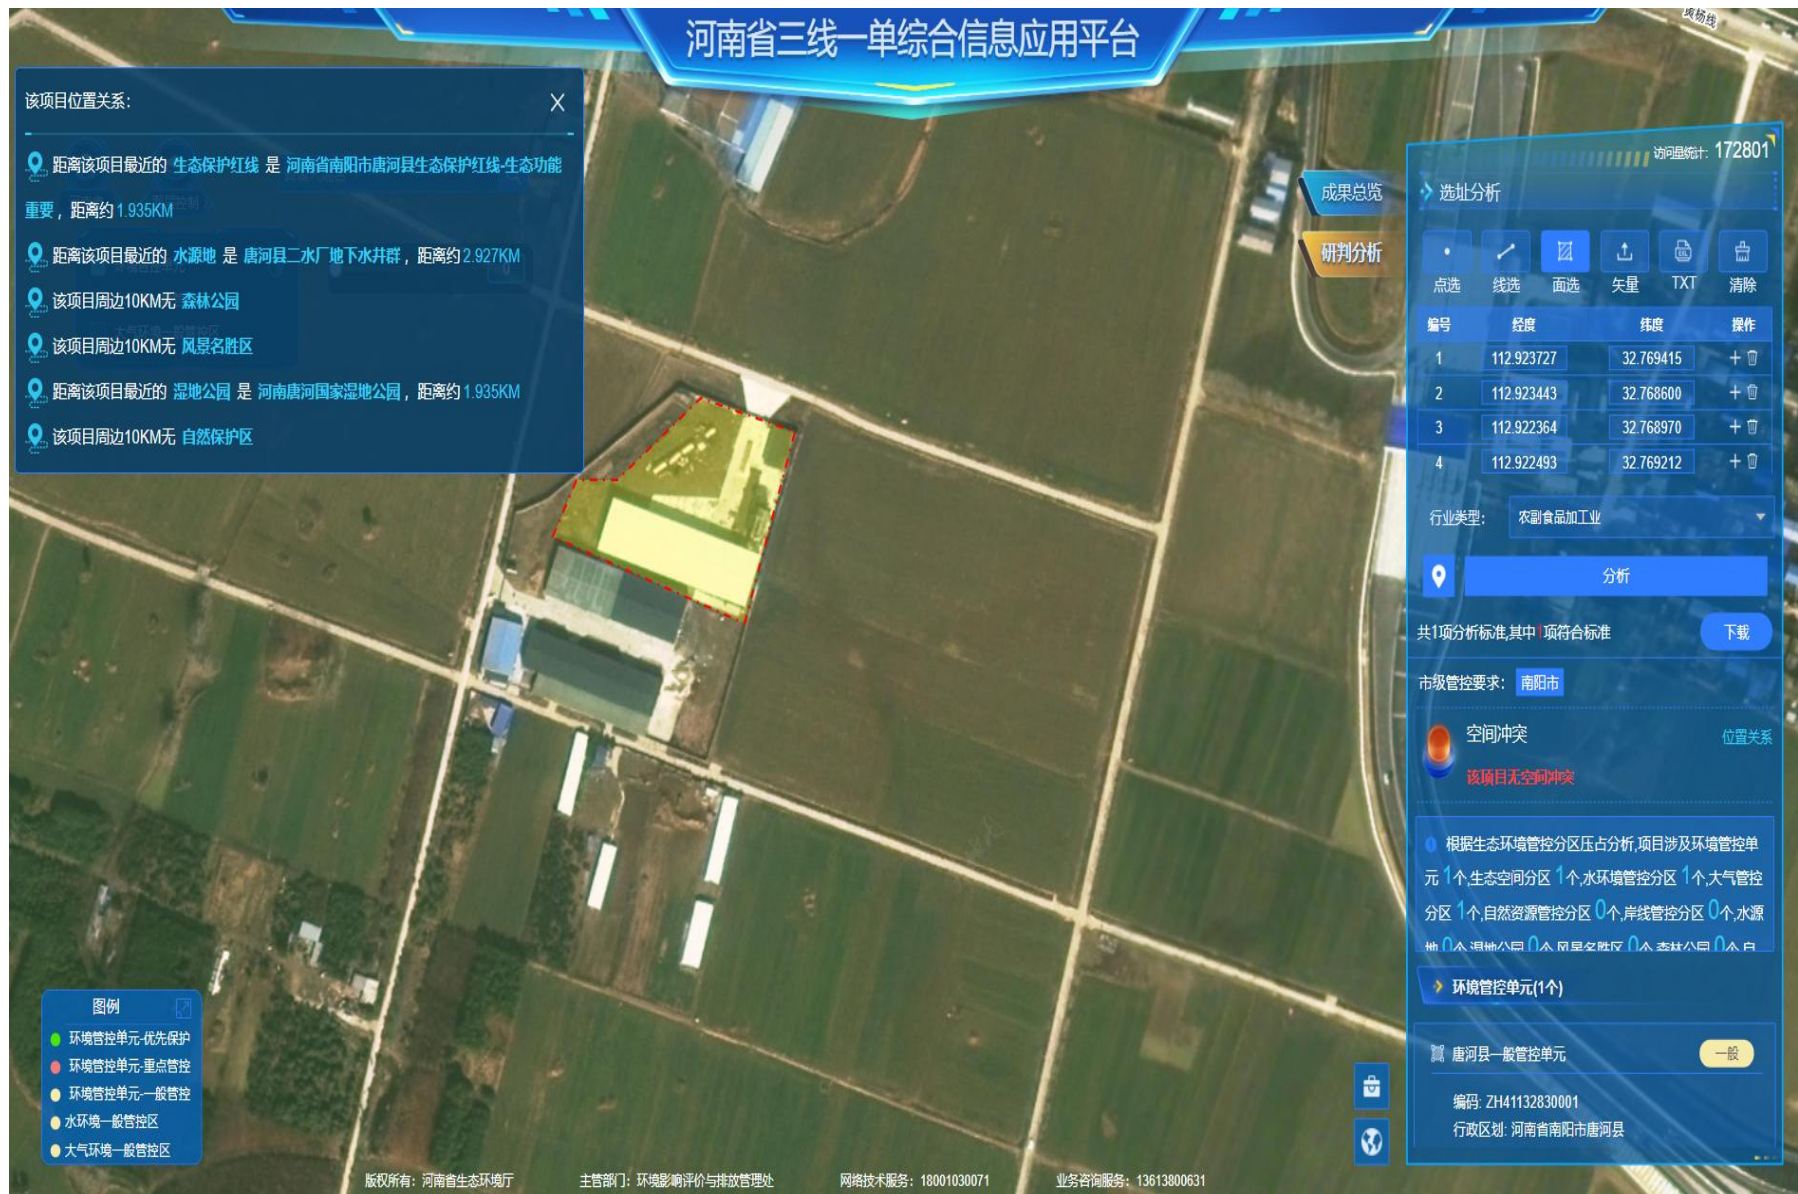 河南省三线一单综合信息应用平台
该项目位置关系:
X
距离该项目最近的 生态保护红线 是 河南省南阳市唐河县生态保护红线-生态功能
重要，距离约1.935KM
距离该项目最近的 水源地 是 唐河县二水厂地下水井群，距离约2.927KM
该项目周边10KM无 森林公园
该项目周边10KM无 风景名胜区
距离该项目最近的 湿地公园 是 河南唐河国家湿地公园，距离约1.935KM
该项目周边10KM无 自然保护区
成果总览
研判分析
访问量统计: 172801
选址分析
点选 线选 面选 矢量 TXT 清除
编号 经度 纬度 操作
1 112.923727 32.769415
2 112.923443 32.768600
3 112.922364 32.768970
4 112.922493 32.769212
行业类型: 农副食品加工业
分析
共1项分析标准,其中1项符合标准
下载
市级管控要求: 南阳市
空间冲突
位置关系
该项目无空间冲突
根据生态环境管控分区压占分析,项目涉及环境管控单
元 1个,生态空间分区 1个,水环境管控分区 1个,大气管控
分区 1个,自然资源管控分区 0个,岸线管控分区 0个,水源
地 0个,湿地公园 0个,风景名胜区 0个,森林公园 0个,自
环境管控单元(1个)
唐河县一般管控单元
一般
编码: ZH41132830001
行政区划: 河南省南阳市唐河县
图例
环境管控单元-优先保护
环境管控单元-重点管控
环境管控单元-一般管控
水环境一般管控区
大气环境一般管控区
版权所有: 河南省生态环境厅 主管部门: 环境影响评价与排放管理处 网络技术服务: 18001030071 业务咨询服务: 13613800631